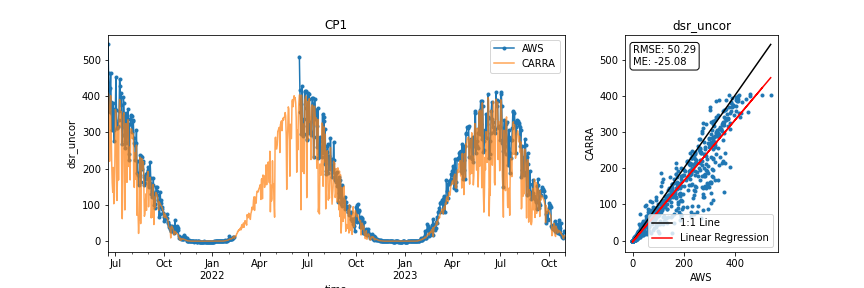 CP1
dsr_uncor
500
400
300
200
100
0
AWS
CARRA
Jul
Oct
Jan
2022
Apr
Jul
Oct
Jan
2023
Apr
Jul
Oct
time
dsr_uncor
RMSE: 50.29
ME: -25.08
CARRA
500
400
300
200
100
0
1:1 Line
Linear Regression
0
200
400
AWS